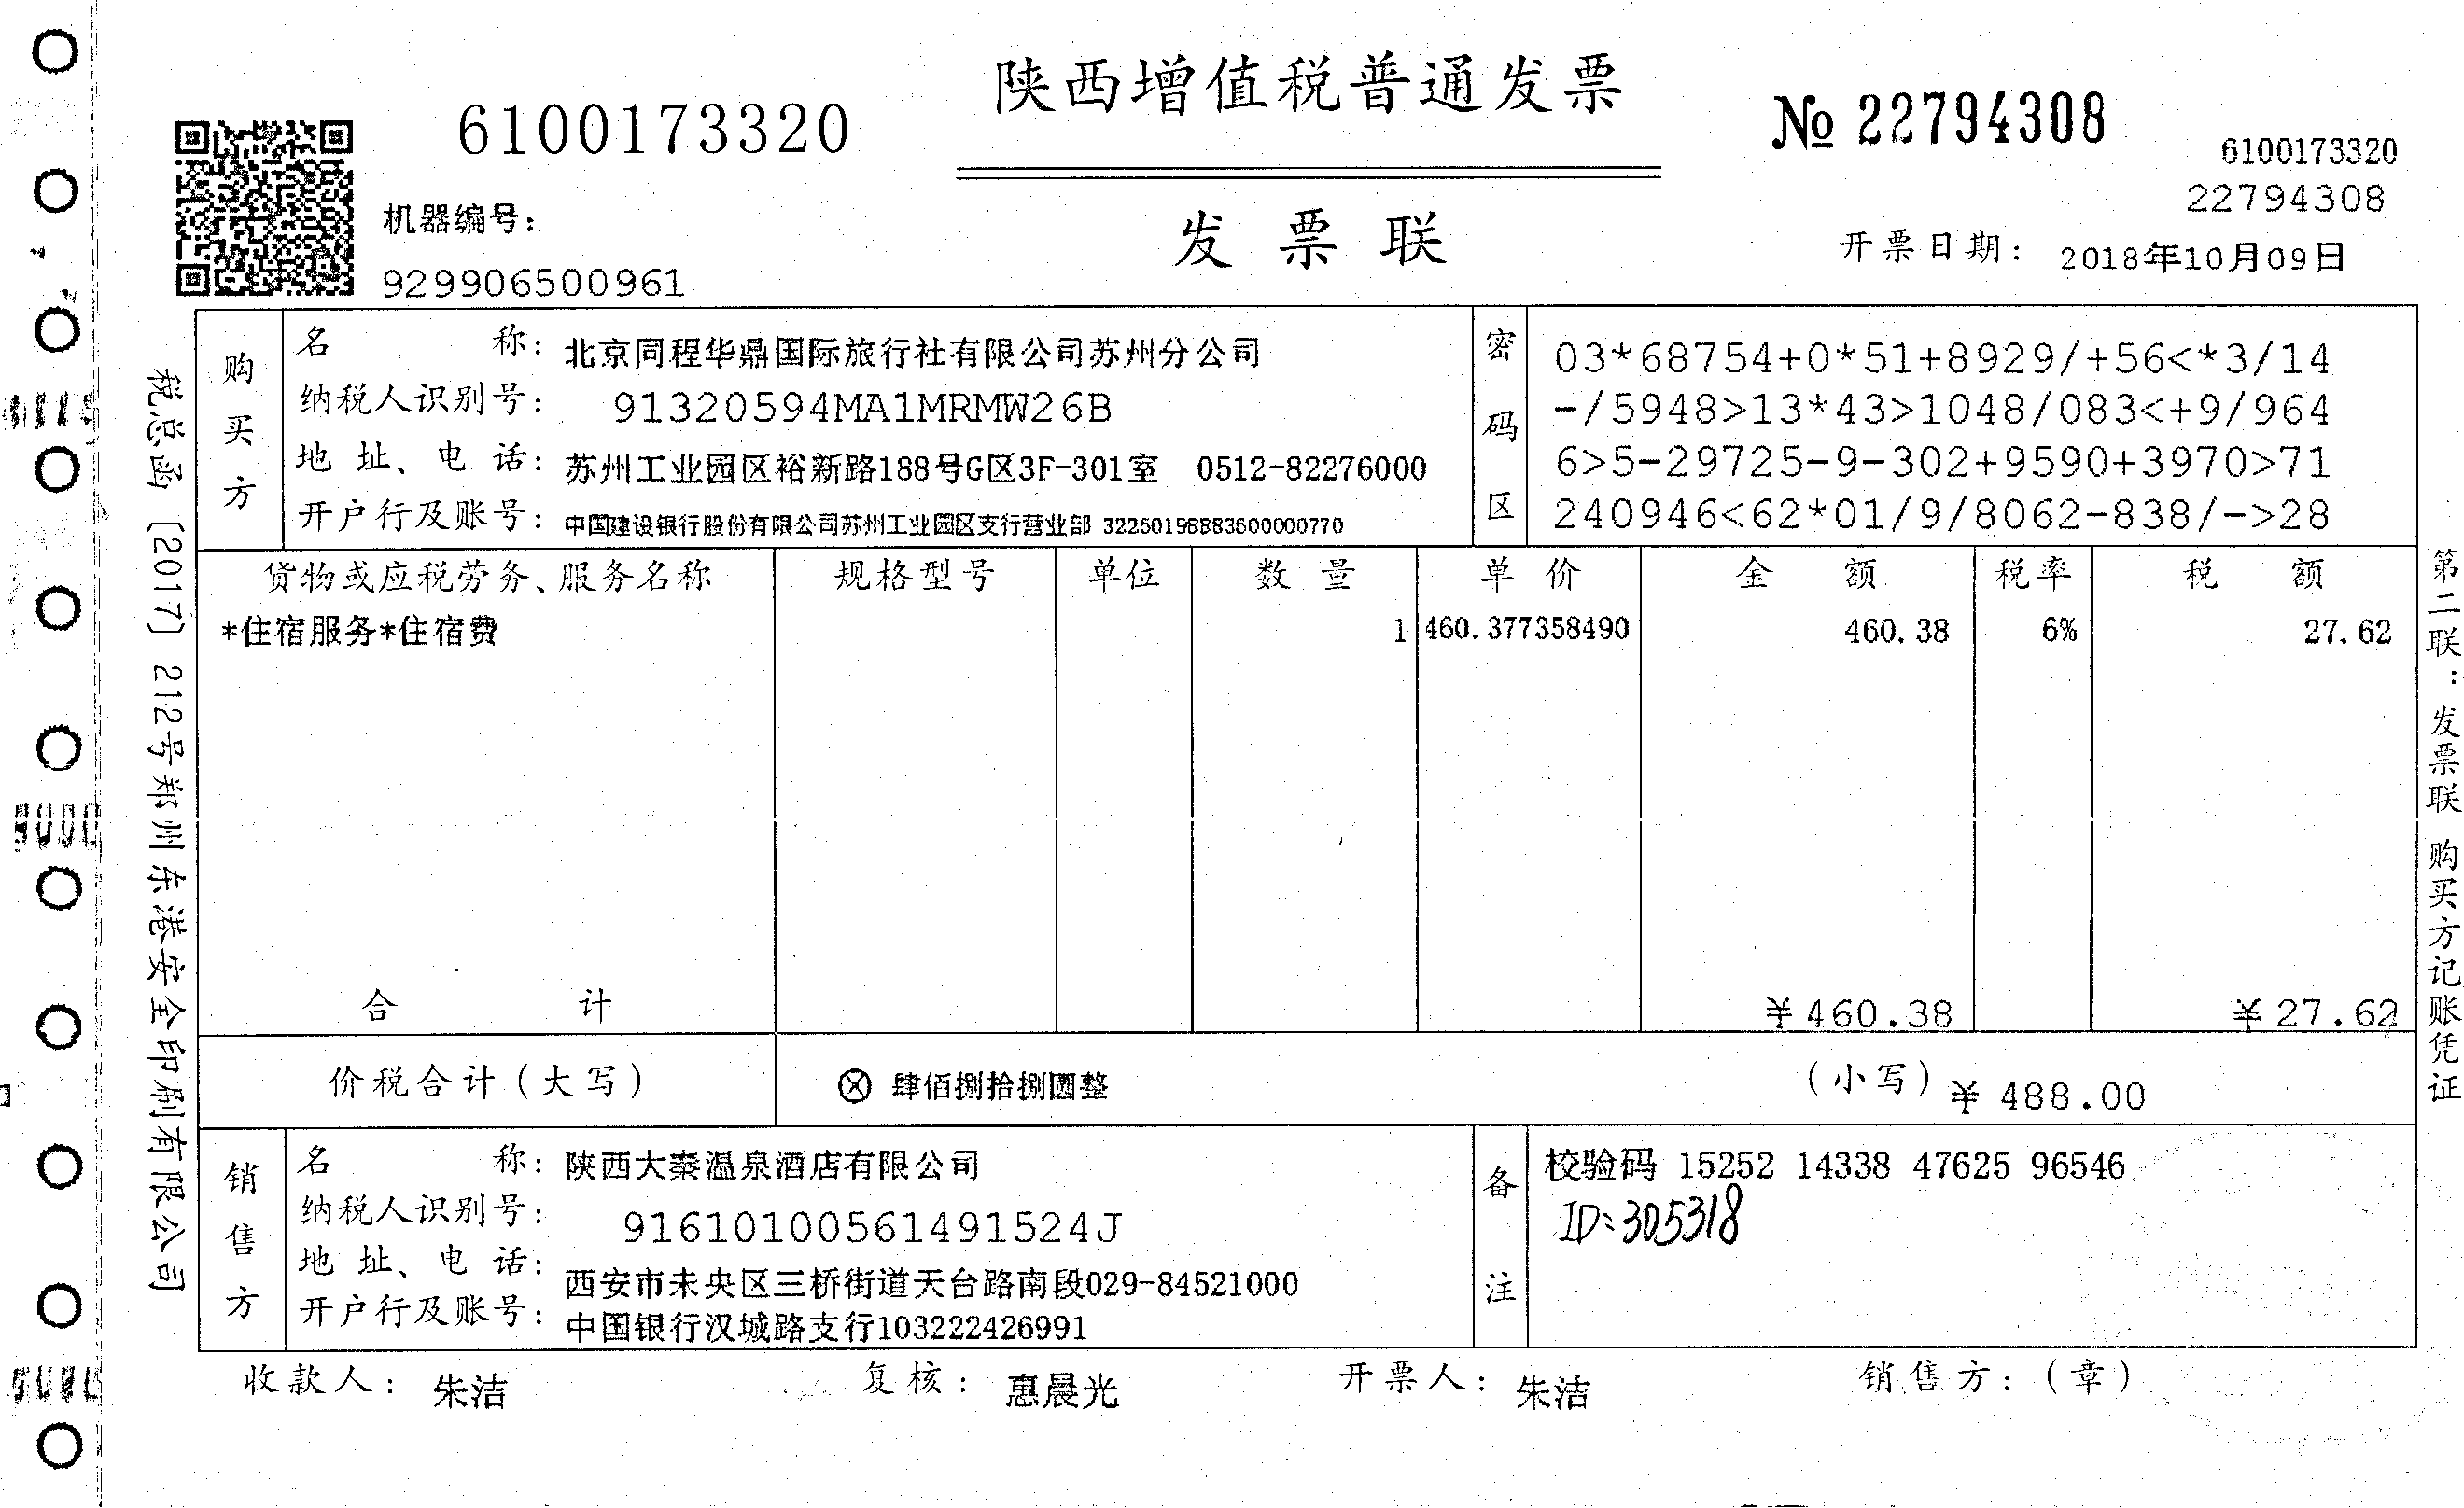 陕西增值税普通发票
6100173320
№ 22794308
6100173320
22794308
机器编号:
929906500961
发票联
开票日期: 2018年10月09日
税总函〔2017〕212号郑州东港安全印刷有限公司
购买方
名称: 北京同程华鼎国际旅行社有限公司苏州分公司
纳税人识别号: 91320594MA1MRMW26B
地址、电话: 苏州工业园区裕新路188号G区3F-301室 0512-82276000
开户行及账号: 中国建设银行股份有限公司苏州工业园区支行营业部 32250198883600000770
密码区
03*68754+0*51+8929/+56<*3/14
-/5948>13*43>1048/083<+9/964
6>5-29725-9-302+9590+3970>71
240946<62*01/9/8062-838/->28
货物或应税劳务、服务名称 规格型号 单位 数量 单价 金额 税率 税额
*住宿服务*住宿费 1 460.377358490 460.38 6% 27.62
合计 ¥460.38 ¥27.62
价税合计(大写) ⊗ 肆佰捌拾捌圆整 (小写) ¥ 488.00
销售方
名称: 陕西大秦温泉酒店有限公司
纳税人识别号: 91610100561491524J
地址、电话: 西安市未央区三桥街道天台路南段029-84521000
开户行及账号: 中国银行汉城路支行103222426991
备注
校验码 15252 14338 47625 96546
ID:305318
收款人: 朱洁 复核: 惠晨光 开票人: 朱洁 销售方:(章)
第二联:发票联 购买方记账凭证